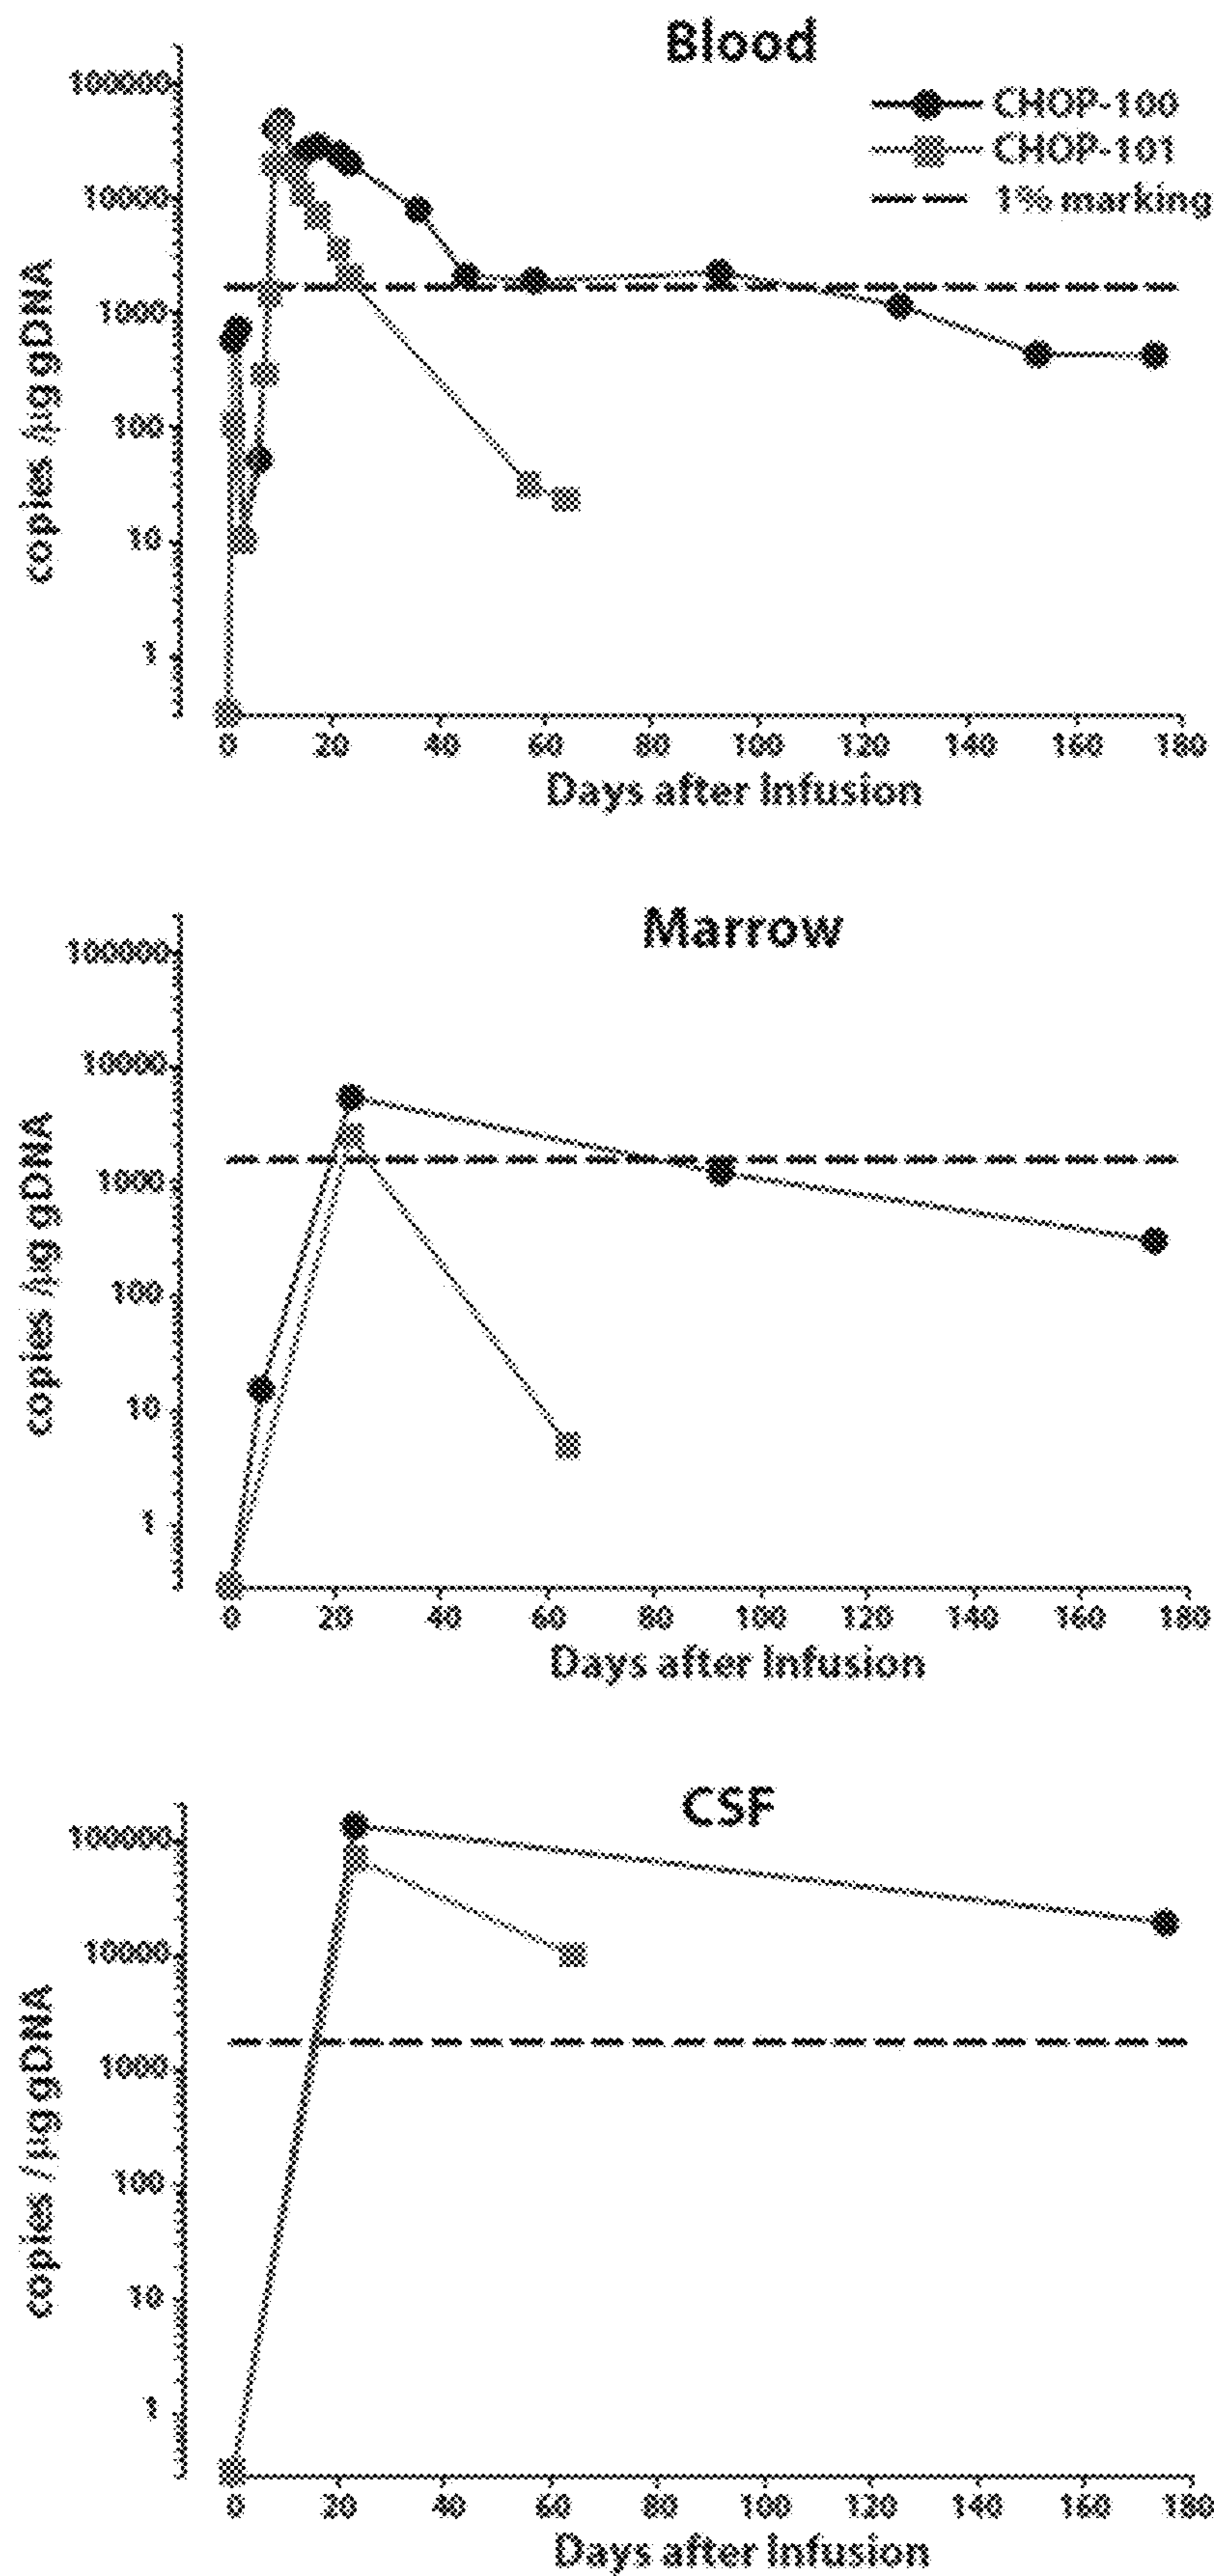 Blood
CHOP-100
CHOP-101
1% marking
copies /µg gDNA
100000
10000
1000
100
10
1
0 20 40 60 80 100 120 140 160 180
Days after Infusion
Marrow
copies /µg gDNA
100000
10000
1000
100
10
1
0 20 40 60 80 100 120 140 160 180
Days after Infusion
CSF
copies /µg gDNA
100000
10000
1000
100
10
1
0 20 40 60 80 100 120 140 160 180
Days after Infusion